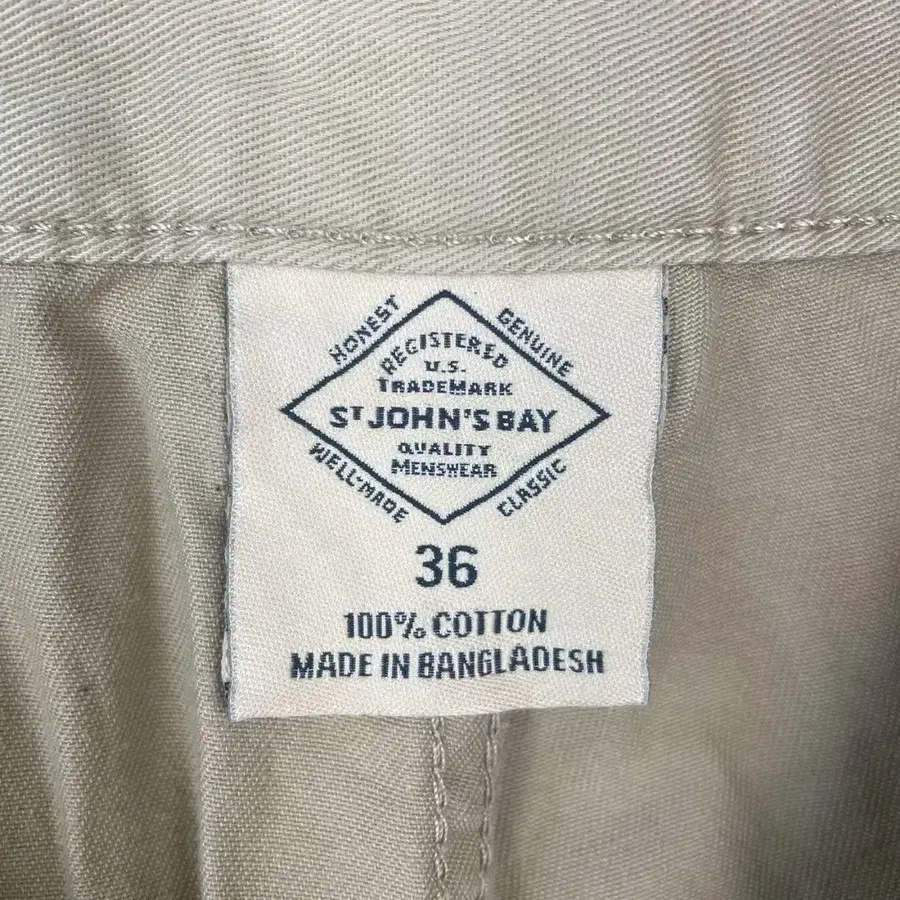 HONEST
GENUINE
REGISTERED
U.S.
TRADEMARK
ST JOHN'S BAY
QUALITY
MENSWEAR
WELL-MADE
CLASSIC
36
100% COTTON
MADE IN BANGLADESH